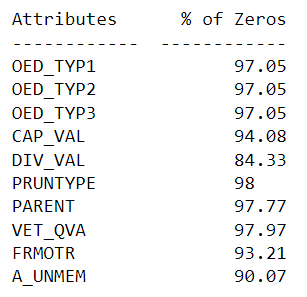 Attributes % of Zeros
------------ ------------
OED_TYP1 97.05
OED_TYP2 97.05
OED_TYP3 97.05
CAP_VAL 94.08
DIV_VAL 84.33
PRUNTYPE 98
PARENT 97.77
VET_QVA 97.97
FRMOTR 93.21
A_UNMEM 90.07